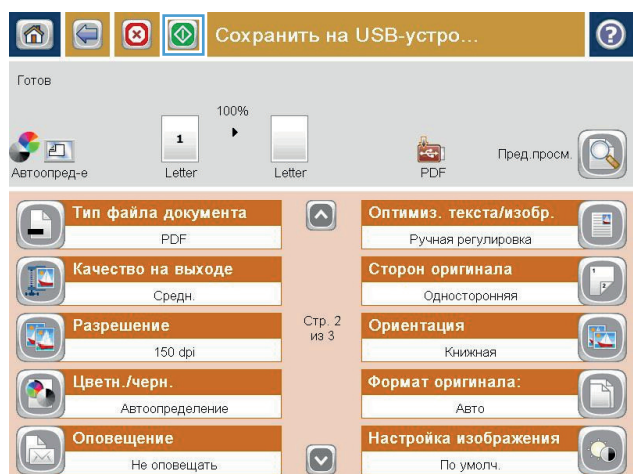 Сохранить на USB-устро...
Готов
100%
1
Автоопред-е
Letter
Letter
PDF
Пред.просм.
Тип файла документа
PDF
Качество на выходе
Средн.
Разрешение
150 dpi
Цветн./черн.
Автоопределение
Оповещение
Не оповещать
Стр. 2
из 3
Оптимиз. текста/изобр.
Ручная регулировка
Сторон оригинала
1
2
Односторонняя
Ориентация
Книжная
Формат оригинала:
Авто
Настройка изображения
По умолч.